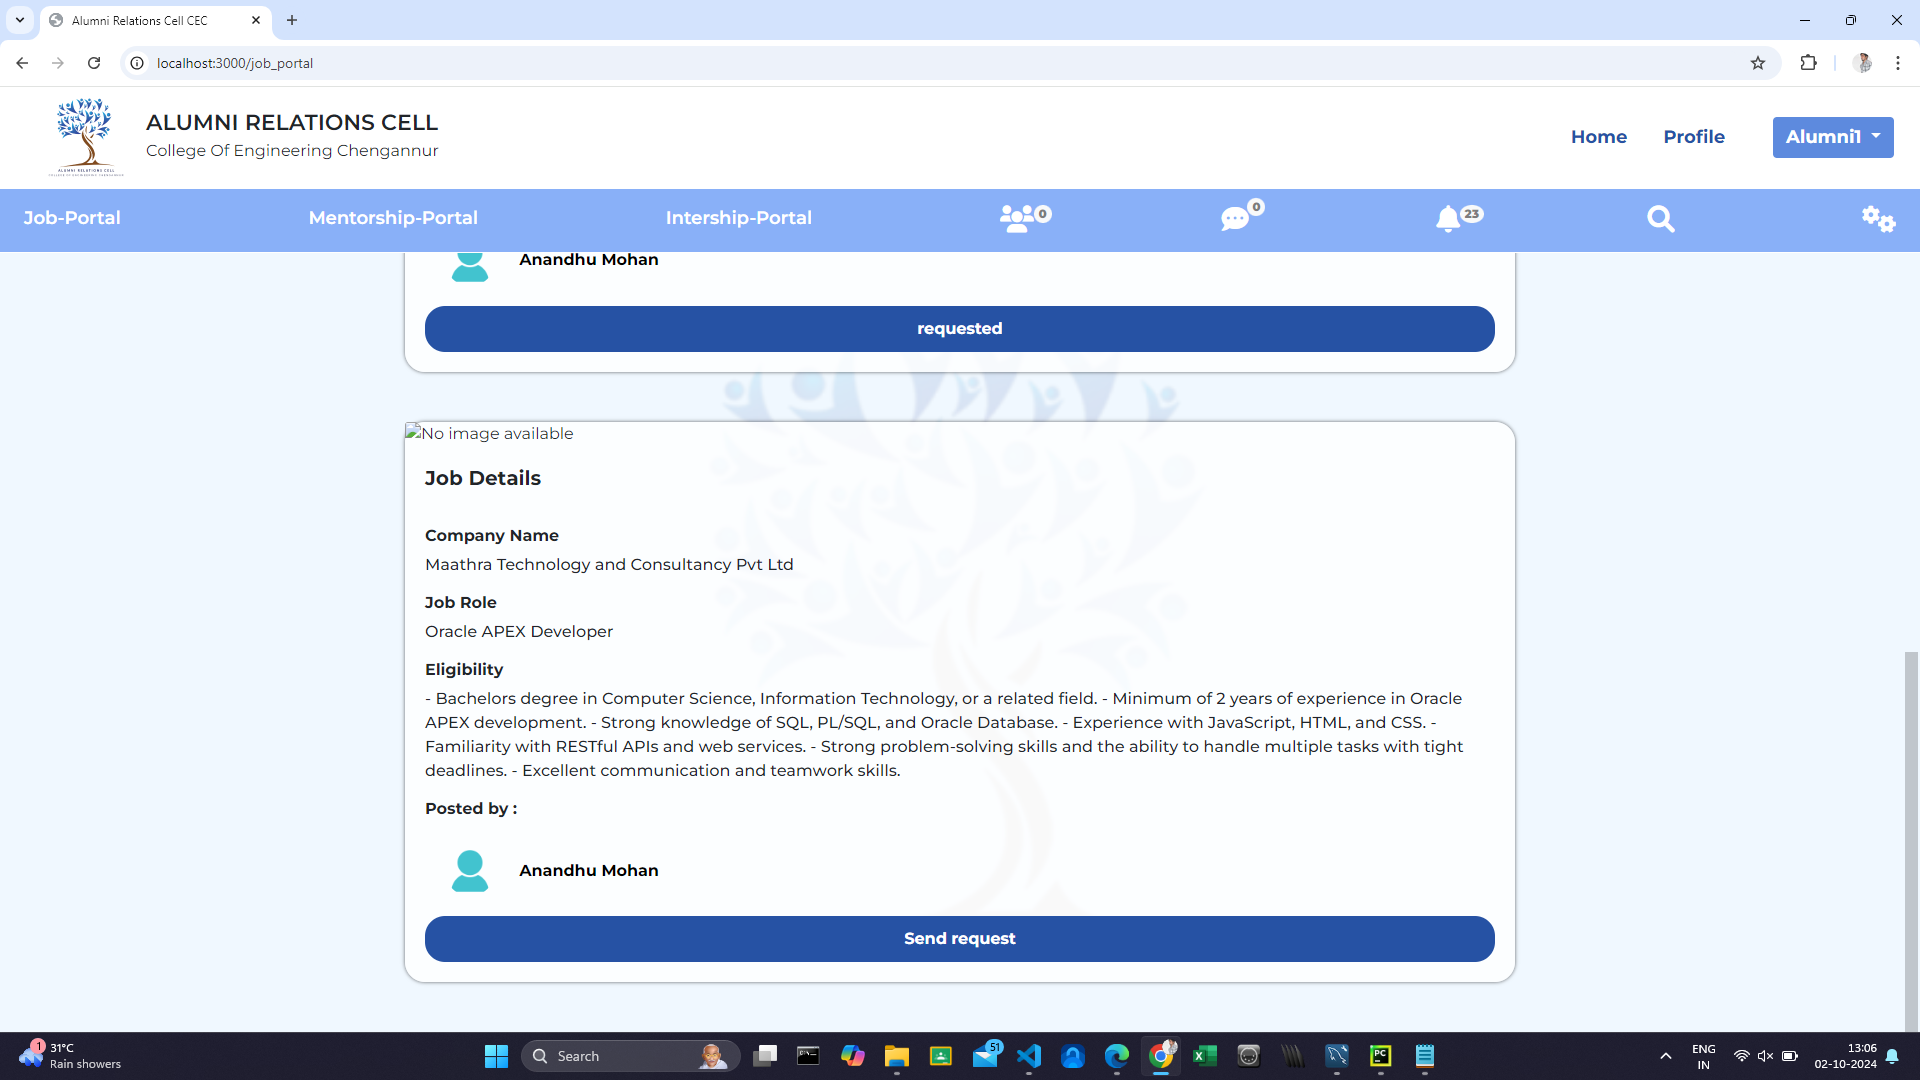 Alumni Relations Cell CEC
localhost:3000/job_portal
ALUMNI RELATIONS CELL
College Of Engineering Chengannur
Home
Profile
Alumni1
ALUMNI RELATIONS CELL
Job-Portal
Mentorship-Portal
Intership-Portal
0
0
23
Anandhu Mohan
requested
No image available
Job Details
Company Name
Maathra Technology and Consultancy Pvt Ltd
Job Role
Oracle APEX Developer
Eligibility
- Bachelors degree in Computer Science, Information Technology, or a related field. - Minimum of 2 years of experience in Oracle
APEX development. - Strong knowledge of SQL, PL/SQL, and Oracle Database. - Experience with JavaScript, HTML, and CSS. -
Familiarity with RESTful APIs and web services. - Strong problem-solving skills and the ability to handle multiple tasks with tight
deadlines. - Excellent communication and teamwork skills.
Posted by :
Anandhu Mohan
Send request
1
31°C
Rain showers
Search
51
PC
ENG
IN
13:06
02-10-2024